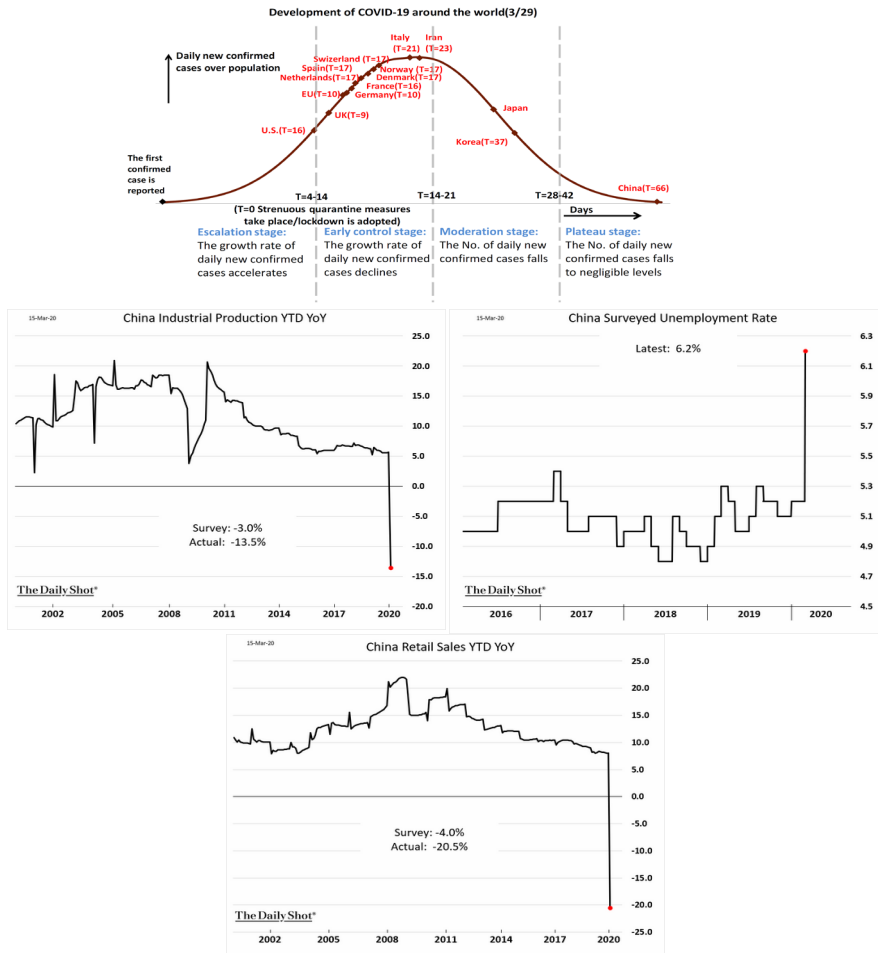 Development of COVID-19 around the world(3/29)
Daily new confirmed
cases over population
Italy
(T=21)
Iran
(T=23)
Swizerland (T=17)
Spain(T=17)
Norway (T=17)
Netherlands(T=17)
Denmark(T=17)
France(T=16)
EU(T=10)
Germany(T=10)
UK(T=9)
U.S.(T=16)
Japan
Korea(T=37)
China(T=66)
The first
confirmed
case is
reported
T=4-14
T=14-21
T=28-42
(T=0 Strenuous quarantine measures
take place/lockdown is adopted)
Days
Escalation stage:
The growth rate of
daily new confirmed
cases accelerates
Early control stage:
The growth rate of
daily new confirmed
cases declines
Moderation stage:
The No. of daily new
confirmed cases falls
Plateau stage:
The No. of daily new
confirmed cases falls
to negligible levels
15-Mar-20
China Industrial Production YTD YoY
25.0
20.0
15.0
10.0
5.0
0.0
-5.0
-10.0
-15.0
-20.0
Survey: -3.0%
Actual: -13.5%
The Daily Shot®
2002 2005 2008 2011 2014 2017 2020
15-Mar-20
China Surveyed Unemployment Rate
Latest: 6.2%
6.3
6.1
5.9
5.7
5.5
5.3
5.1
4.9
4.7
4.5
The Daily Shot®
2016 2017 2018 2019 2020
15-Mar-20
China Retail Sales YTD YoY
25.0
20.0
15.0
10.0
5.0
0.0
-5.0
-10.0
-15.0
-20.0
-25.0
Survey: -4.0%
Actual: -20.5%
The Daily Shot®
2002 2005 2008 2011 2014 2017 2020